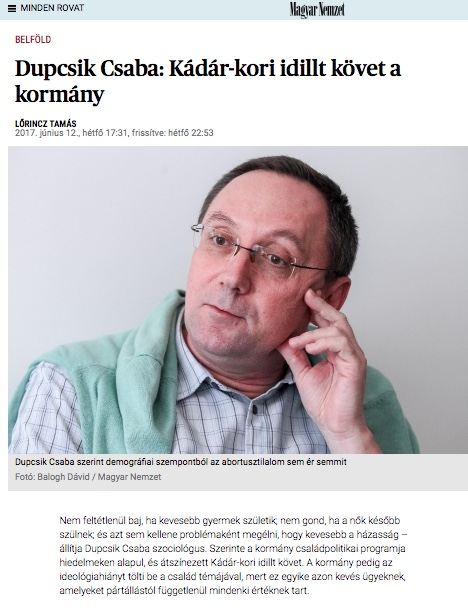 MINDEN ROVAT
Magyar Nemzet
BELFÖLD
Dupcsik Csaba: Kádár-kori idillt követ a
kormány
LŐRINCZ TAMÁS
2017. június 12., hétfő 17:31, frissítve: hétfő 22:53
Dupcsik Csaba szerint demográfiai szempontból az abortusztilalom sem ér semmit
Fotó: Balogh Dávid / Magyar Nemzet
Nem feltétlenül baj, ha kevesebb gyermek születik; nem gond, ha a nők később
szülnek; és azt sem kellene problémaként megélni, hogy kevesebb a házasság –
állítja Dupcsik Csaba szociológus. Szerinte a kormány családpolitikai programja
hiedelmeken alapul, és átszínezett Kádár-kori idillt követ. A kormány pedig az
ideológiahiányt tölti be a család témájával, mert ez egyike azon kevés ügyeknek,
amelyeket pártállástól függetlenül mindenki értéknek tart.